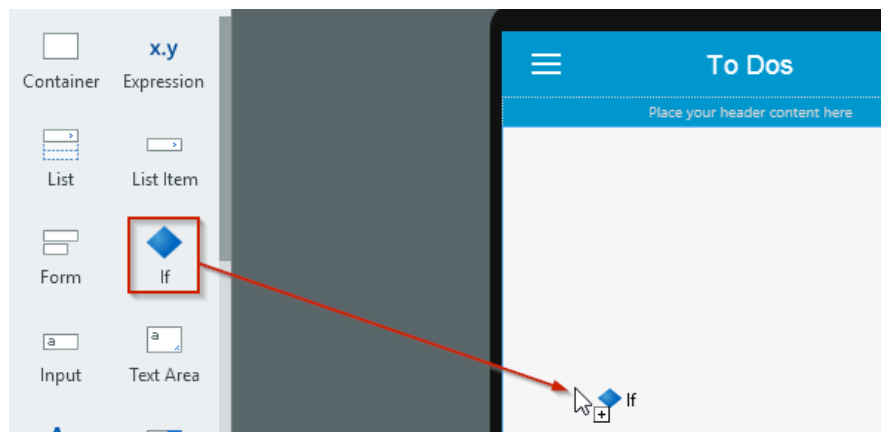 x.y
Container
Expression
List
List Item
Form
If
a
Input
a
Text Area
To Dos
Place your header content here
If